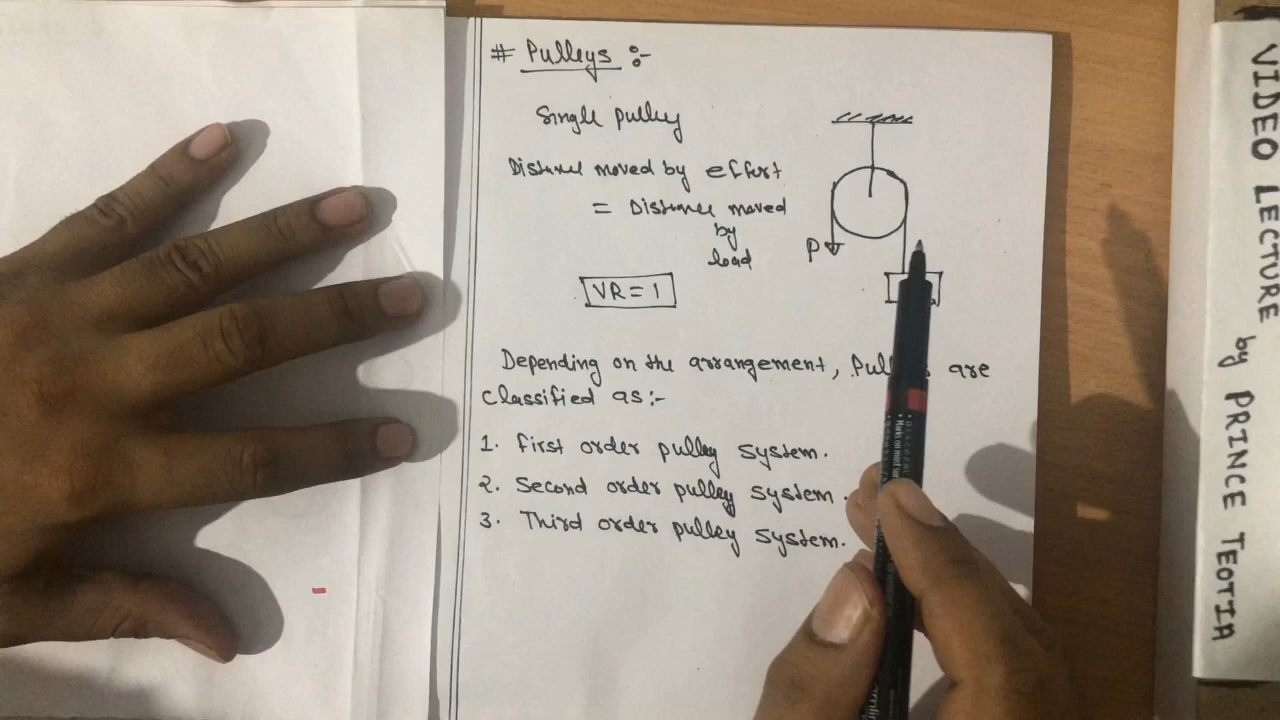 # Pulleys :-
Single pulley
Distance moved by effort
= Distance moved
by
load
P
VR = 1
Depending on the arrangement, are
classified as :-
1. First order pulley system.
2. Second order pulley system.
3. Third order pulley system.
VIDEO LECTURE by PRINCE TEOTIA